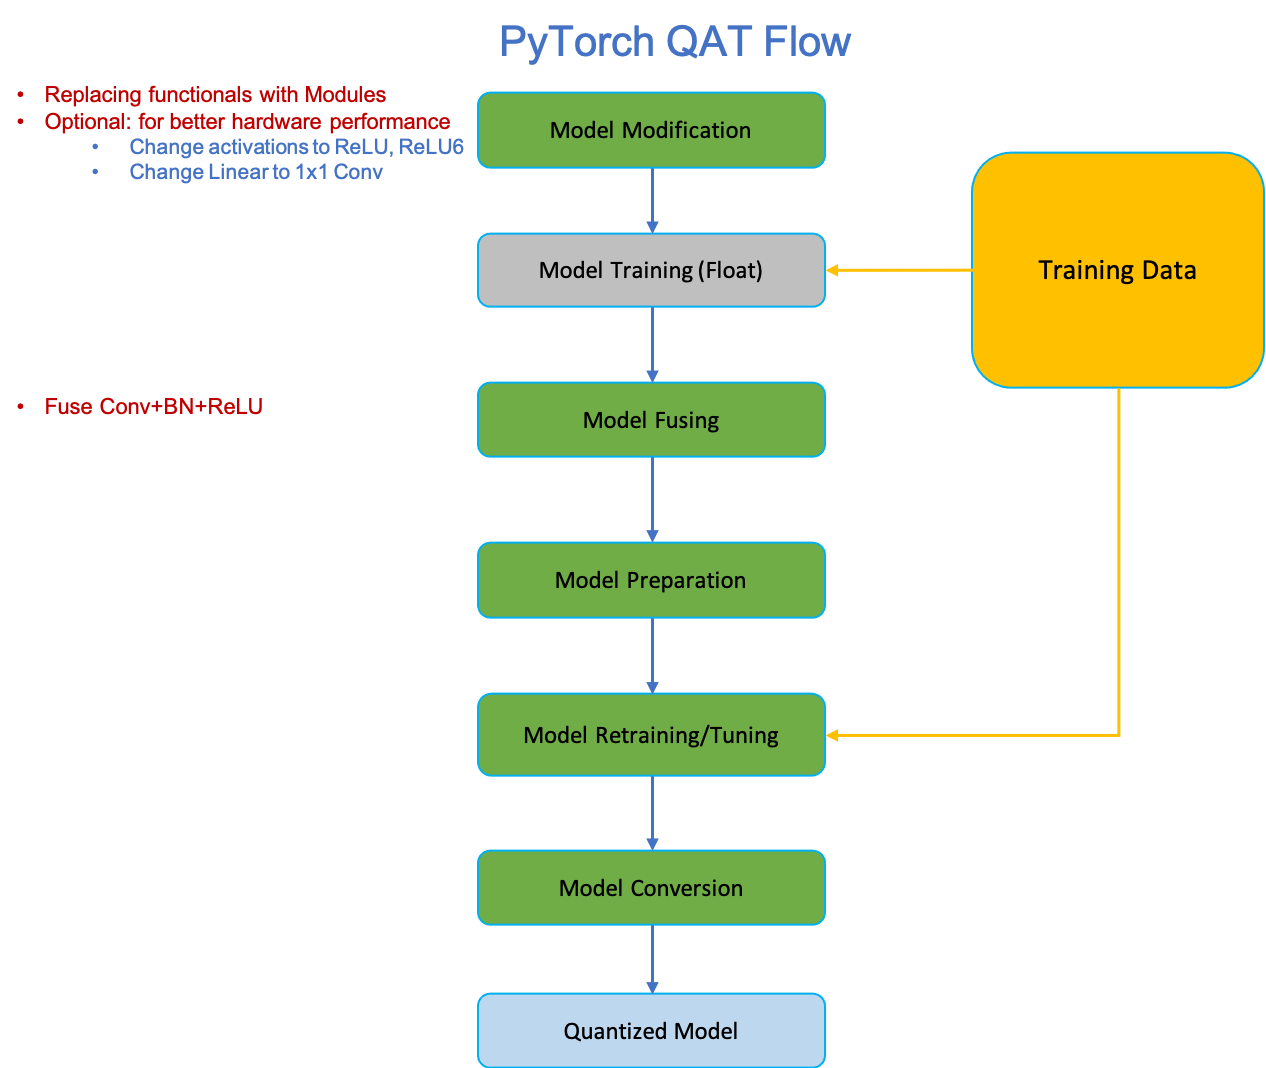 PyTorch QAT Flow
• Replacing functionals with Modules
• Optional: for better hardware performance
• Change activations to ReLU, ReLU6
• Change Linear to 1x1 Conv
Model Modification
Model Training (Float)
Training Data
• Fuse Conv+BN+ReLU
Model Fusing
Model Preparation
Model Retraining/Tuning
Model Conversion
Quantized Model